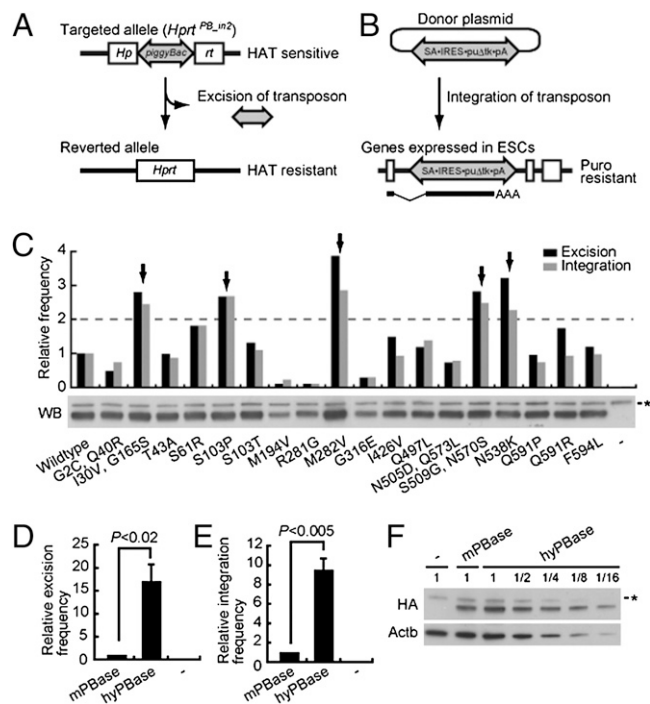 A
Targeted allele (Hprt PB_in2)
Hp piggyBac rt HAT sensitive
Excision of transposon
Reverted allele
Hprt HAT resistant
B
Donor plasmid
SA•IRES•puΔtk•pA
Integration of transposon
Genes expressed in ESCs
SA•IRES•puΔtk•pA
Puro
resistant
AAA
C
Relative frequency
4
3
2
1
0
Excision
Integration
WB
*
Wildtype
G2C, Q40R
I30V, G165S
T43A
S61R
S103P
S103T
M194V
R281G
M282V
G316E
I426V
Q497L
N505D, Q573L
S509G, N570S
N538K
Q591P
Q591R
F594L
-
D
Relative excision
frequency
25
20
15
10
5
0
P<0.02
mPBase
hyPBase
-
E
Relative integration
frequency
12
10
8
6
4
2
0
P<0.005
mPBase
hyPBase
-
F
- mPBase hyPBase
1 1 1 1/2 1/4 1/8 1/16
HA
*
Actb